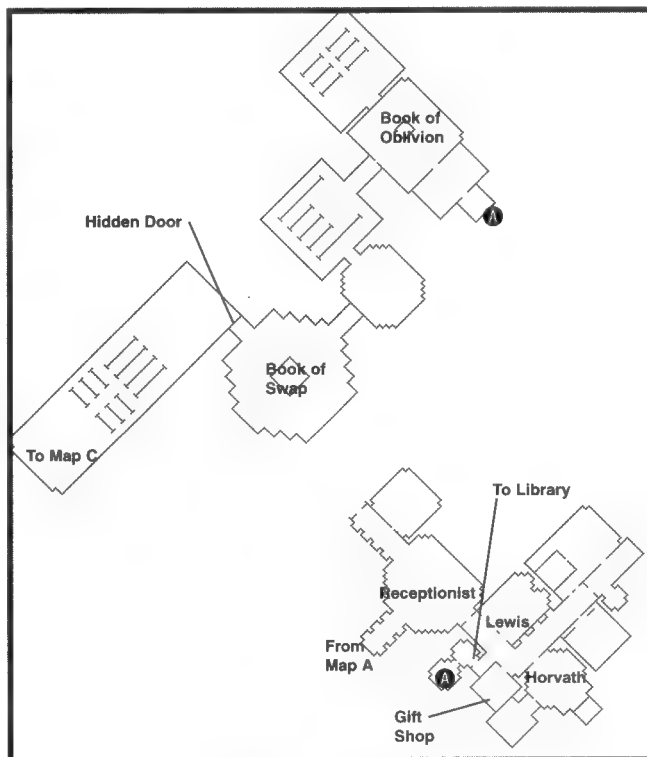 Book of
Oblivion
A
Hidden Door
Book of
Swap
To Map C
To Library
Receptionist
Lewis
From
Map A
A
Horvath
Gift
Shop